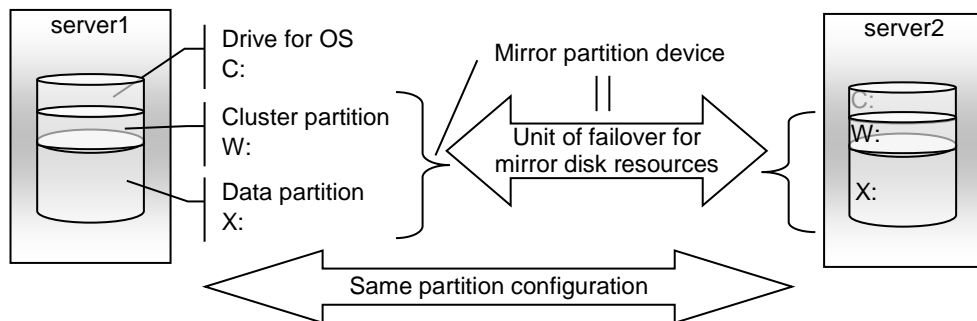 server1
Drive for OS
C:
Cluster partition
W:
Data partition
X:
Mirror partition device
Unit of failover for
mirror disk resources
Same partition configuration
server2
C:
W:
X: